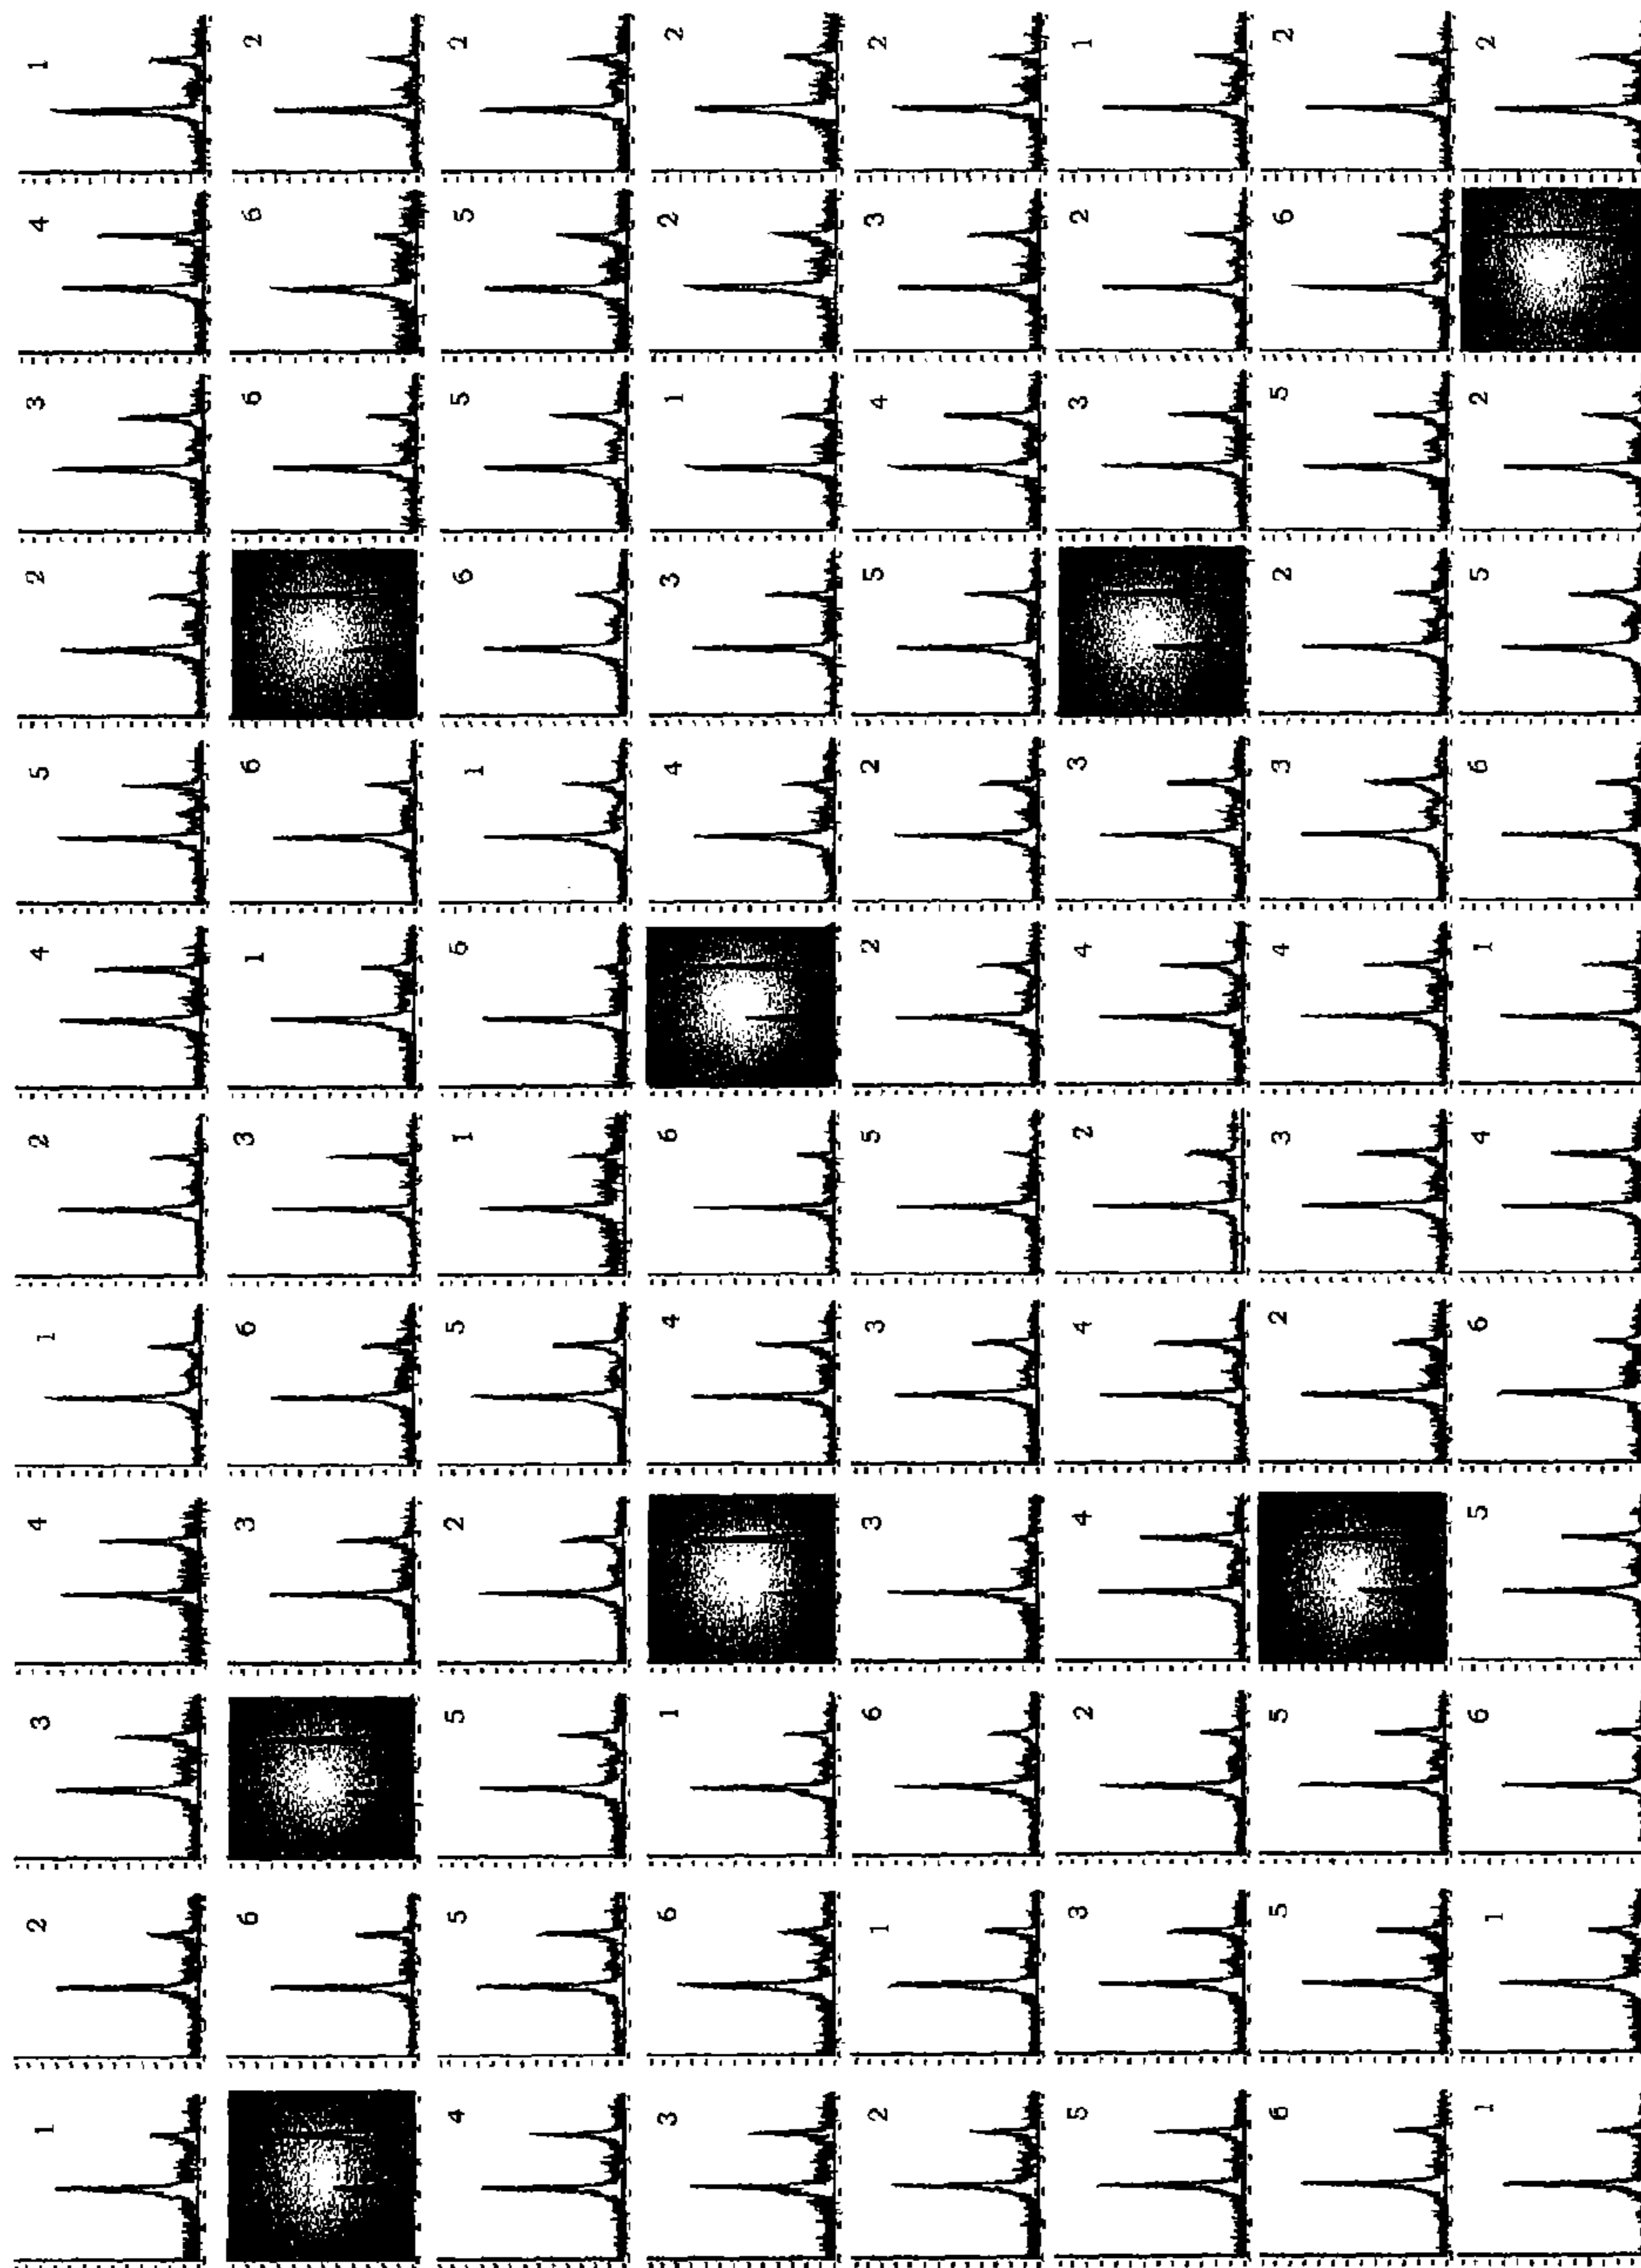 1 2 3 4 1 2 4 5 2 3 4 1
6 3 6 3 1 6 6 6 2
4 5 5 2 5 1 6 1 6 5 5 2
3 6 1 4 6 4 3 1 2 2
2 1 6 3 3 5 2 2 5 4 3 2
5 3 2 4 4 2 4 3 3 2 1
6 5 5 2 3 4 3 2 5 6 2
1 1 6 5 6 4 1 6 5 2 2